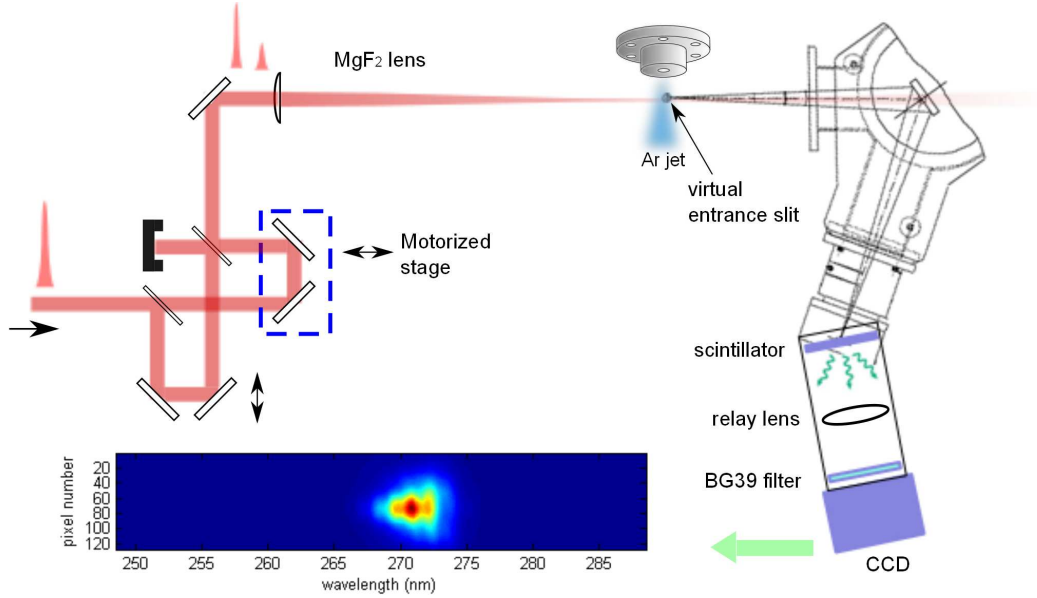 MgF₂ lens
Ar jet
virtual
entrance slit
Motorized
stage
scintillator
relay lens
BG39 filter
CCD
pixel number
20
40
60
80
100
120
250 255 260 265 270 275 280 285
wavelength (nm)